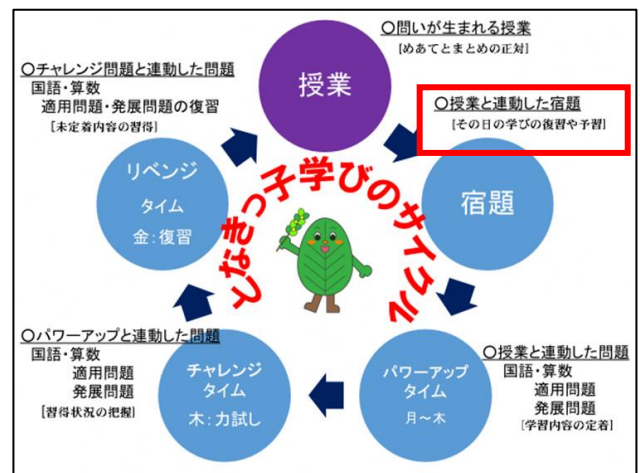 〇問いが生まれる授業
[めあてとまとめの正対]
授業
〇授業と連動した宿題
[その日の学びの復習や予習]
宿題
〇授業と連動した問題
国語・算数
適用問題
発展問題
[学習内容の定着]
パワーアップ
タイム
月～木
チャレンジ
タイム
木:力試し
〇パワーアップと連動した問題
国語・算数
適用問題
発展問題
[習得状況の把握]
リベンジ
タイム
金:復習
〇チャレンジ問題と連動した問題
国語・算数
適用問題・発展問題の復習
[未定着内容の習得]
となきっ子学びのサイクル